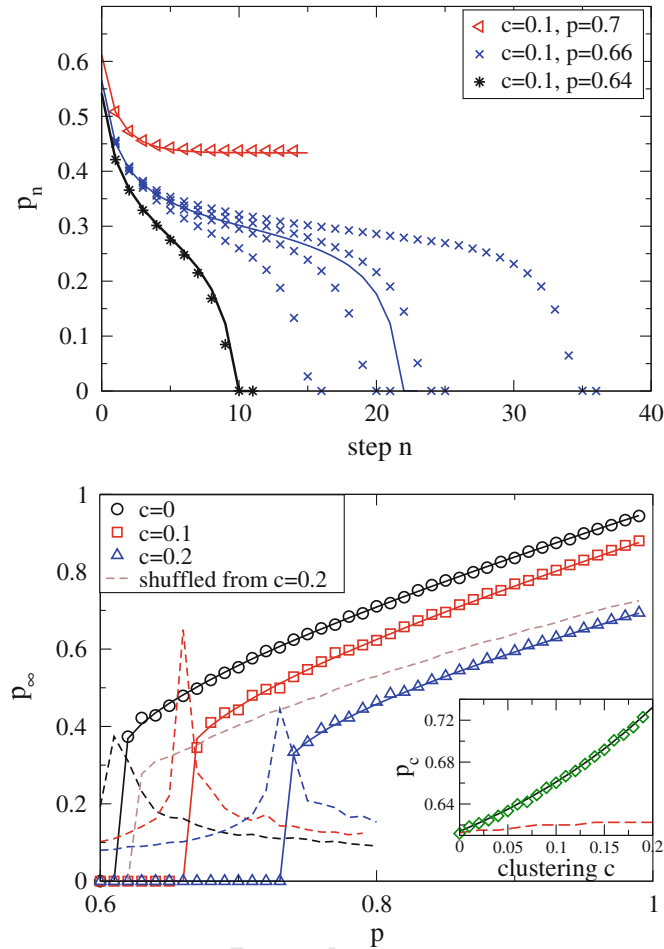 c=0.1, p=0.7
c=0.1, p=0.66
c=0.1, p=0.64
0.6
0.5
0.4
0.3
0.2
0.1
0
p_n
0 10 20 30 40
step n
1
0.8
0.6
0.4
0.2
0
p_∞
c=0
c=0.1
c=0.2
shuffled from c=0.2
0.72
0.68
0.64
p_c
0 0.05 0.1 0.15 0.2
clustering c
0.6 0.8 1
p